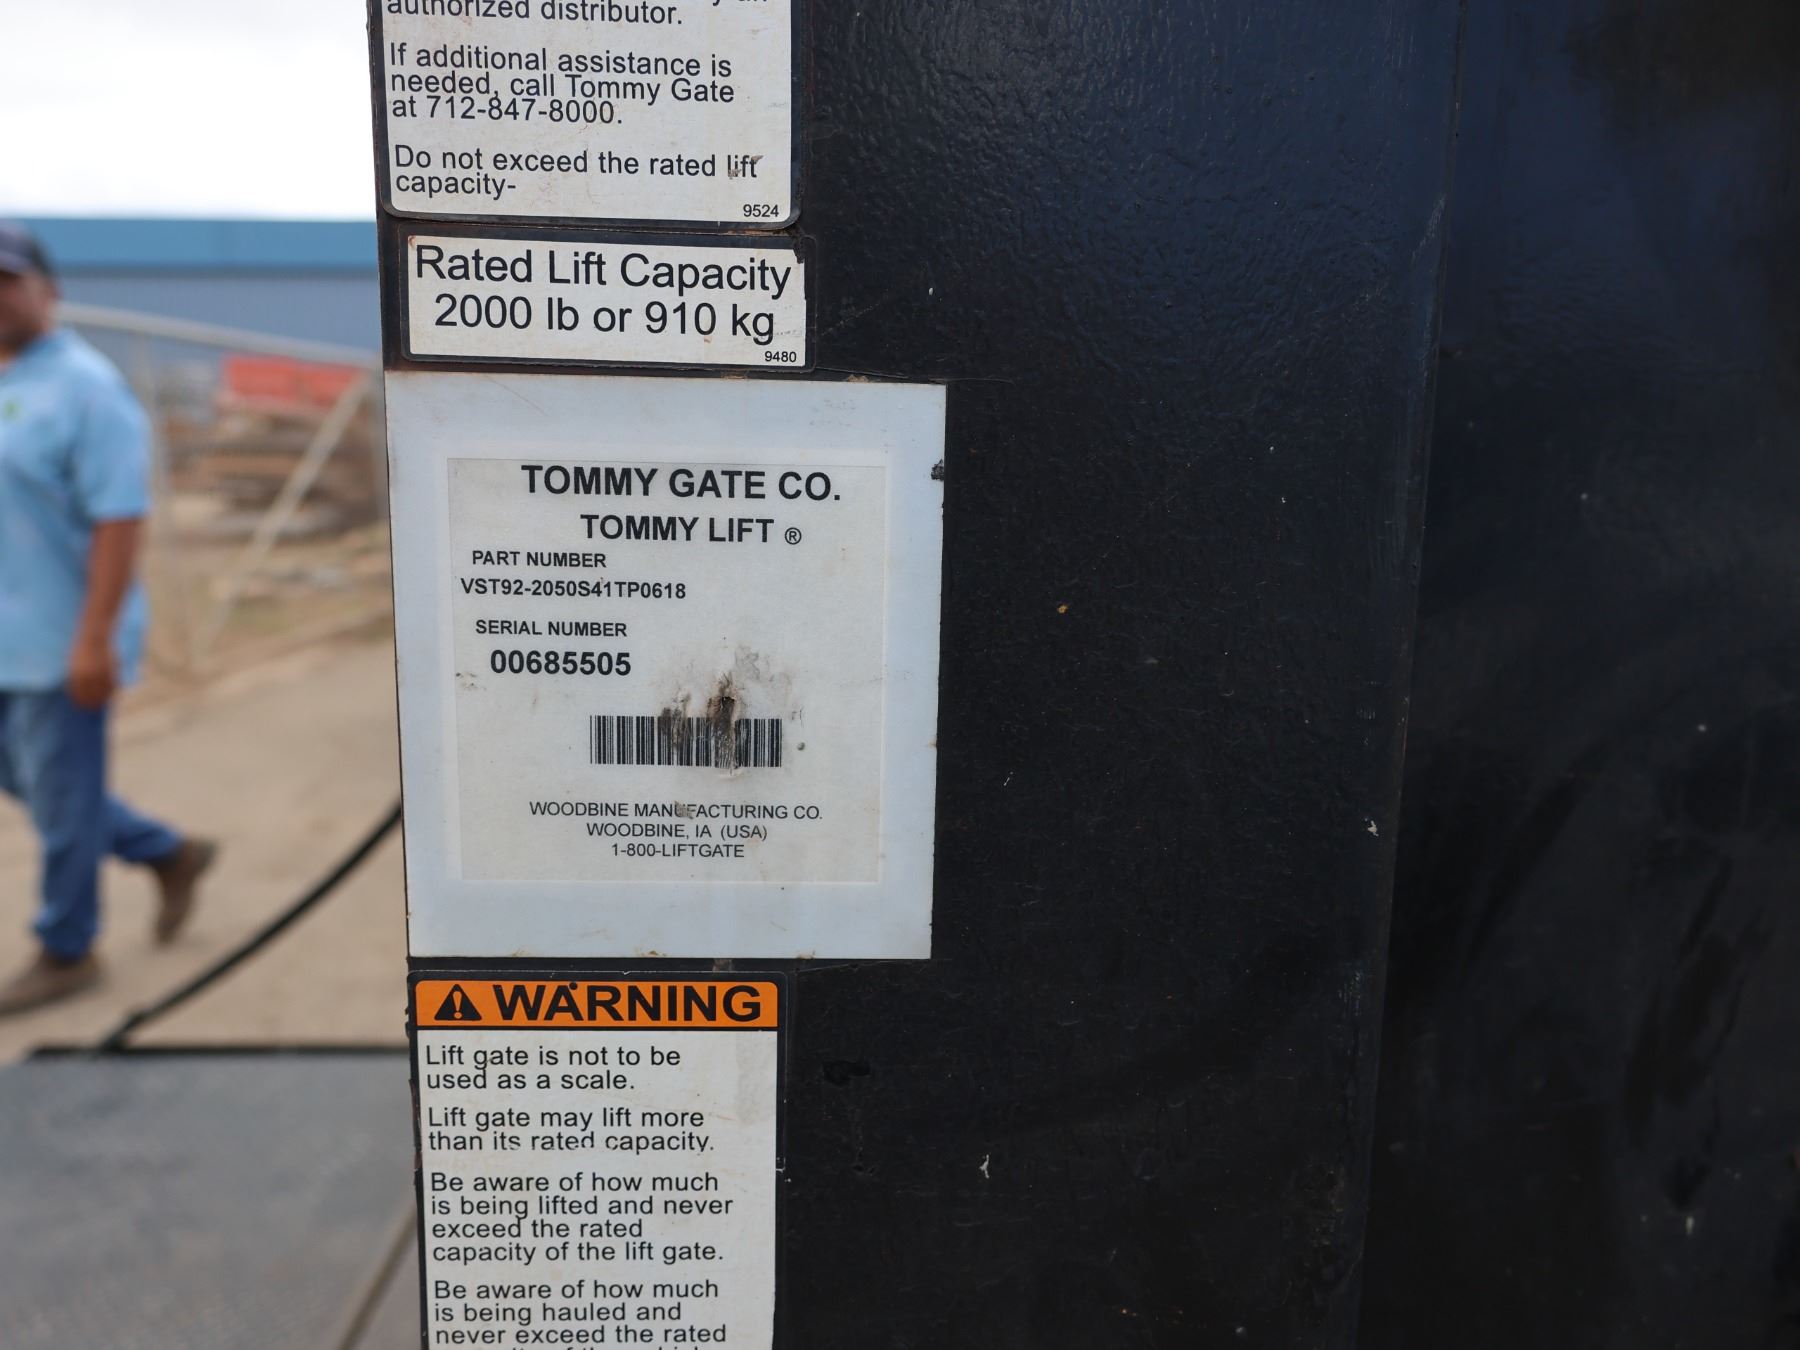 authorized distributor.
If additional assistance is
needed, call Tommy Gate
at 712-847-8000.
Do not exceed the rated lift
capacity-
9524
Rated Lift Capacity
2000 lb or 910 kg
9480
TOMMY GATE CO.
TOMMY LIFT ®
PART NUMBER
VST92-2050S41TP0618
SERIAL NUMBER
00685505
WOODBINE MANUFACTURING CO.
WOODBINE, IA (USA)
1-800-LIFTGATE
WARNING
Lift gate is not to be
used as a scale.
Lift gate may lift more
than its rated capacity.
Be aware of how much
is being lifted and never
exceed the rated
capacity of the lift gate.
Be aware of how much
is being hauled and
never exceed the rated